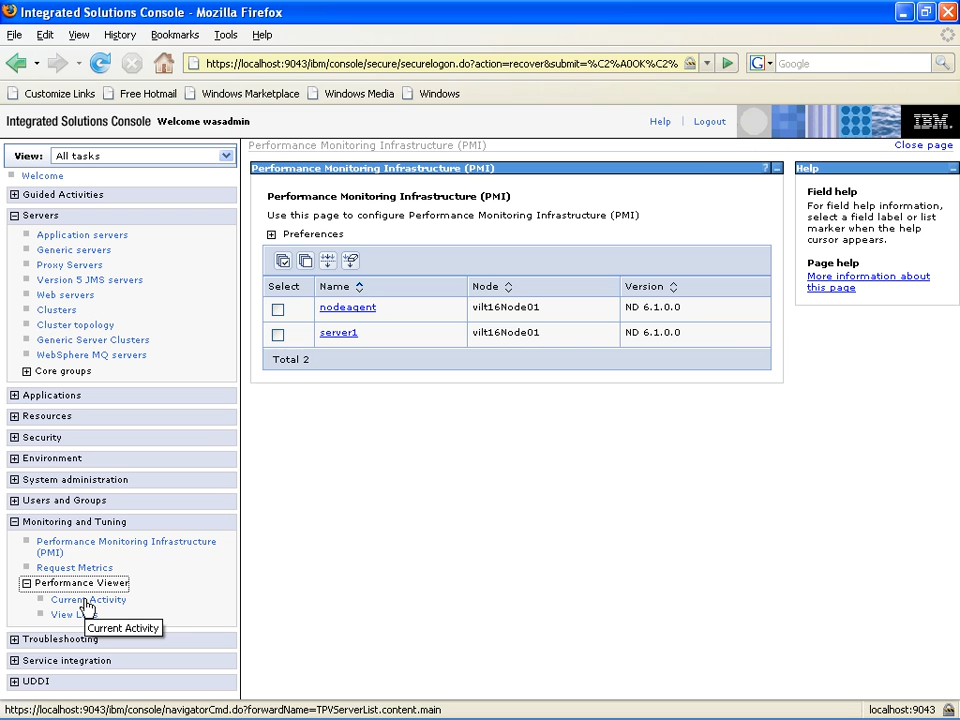 Integrated Solutions Console - Mozilla Firefox
File Edit View History Bookmarks Tools Help
https://localhost:9043/ibm/console/secure/securelogon.do?action=recover&submit=%C2%A0OK%C2%
Google
Customize Links Free Hotmail Windows Marketplace Windows Media Windows
Integrated Solutions Console Welcome wasadmin
Help Logout
IBM.
View: All tasks
Welcome
Guided Activities
Servers
Application servers
Generic servers
Proxy Servers
Version 5 JMS servers
Web servers
Clusters
Cluster topology
Generic Server Clusters
WebSphere MQ servers
Core groups
Applications
Resources
Security
Environment
System administration
Users and Groups
Monitoring and Tuning
Performance Monitoring Infrastructure
(PMI)
Request Metrics
Performance Viewer
Current Activity
View
Current Activity
Troubleshooting
Service integration
UDDI
Performance Monitoring Infrastructure (PMI)
Close page
Performance Monitoring Infrastructure (PMI)
?
Performance Monitoring Infrastructure (PMI)
Use this page to configure Performance Monitoring Infrastructure (PMI)
Preferences
Select Name Node Version
nodeagent vilt16Node01 ND 6.1.0.0
server1 vilt16Node01 ND 6.1.0.0
Total 2
Help
Field help
For field help information,
select a field label or list
marker when the help
cursor appears.
Page help
More information about
this page
https://localhost:9043/ibm/console/navigatorCmd.do?forwardName=TPVServerList.content.main
localhost:9043